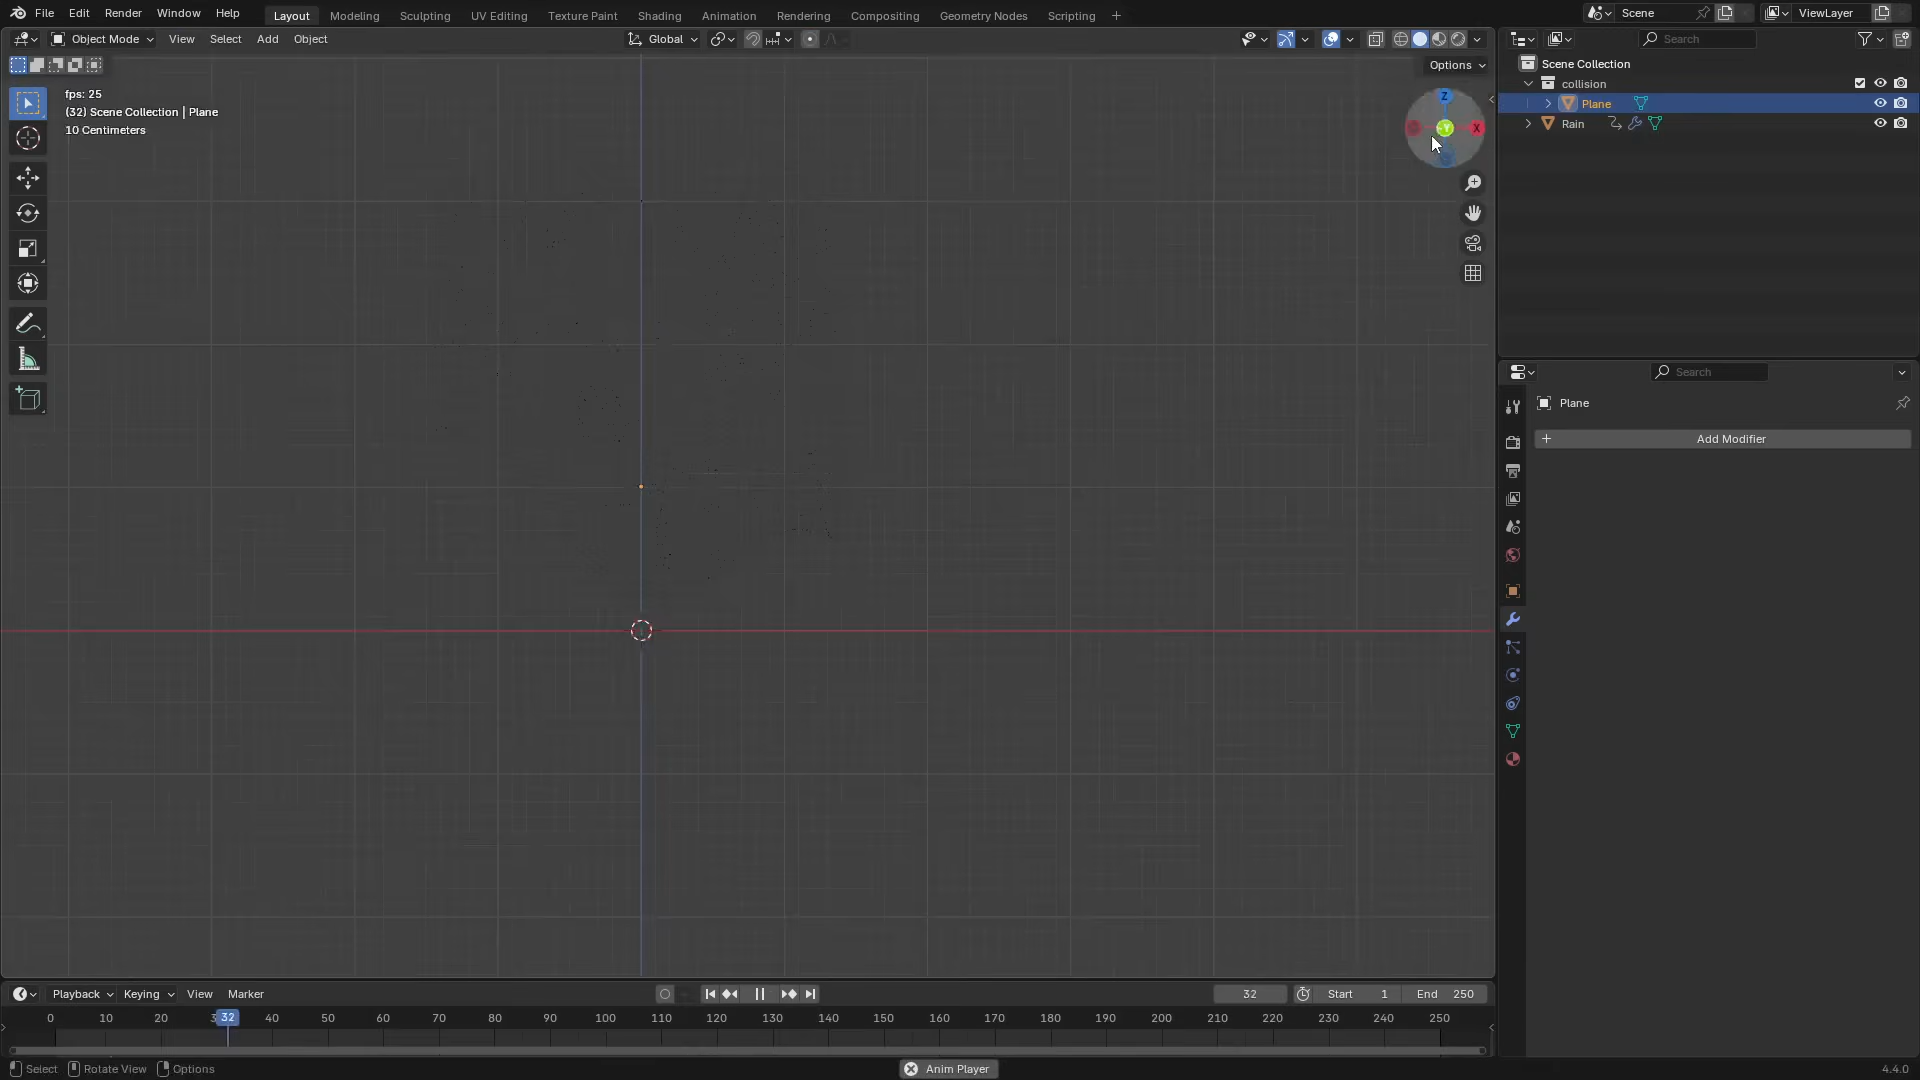 File Edit Render Window Help Layout Modeling Sculpting UV Editing Texture Paint Shading Animation Rendering Compositing Geometry Nodes Scripting + Scene ViewLayer
Object Mode View Select Add Object Global Search
Options
fps: 25
(32) Scene Collection | Plane
10 Centimeters
Z
Y
X
Scene Collection
collision
Plane
Rain
Search
Plane
+ Add Modifier
Playback Keying View Marker 32 Start 1 End 250
0 10 20 32 40 50 60 70 80 90 100 110 120 130 140 150 160 170 180 190 200 210 220 230 240 250
Select Rotate View Options Anim Player 4.4.0